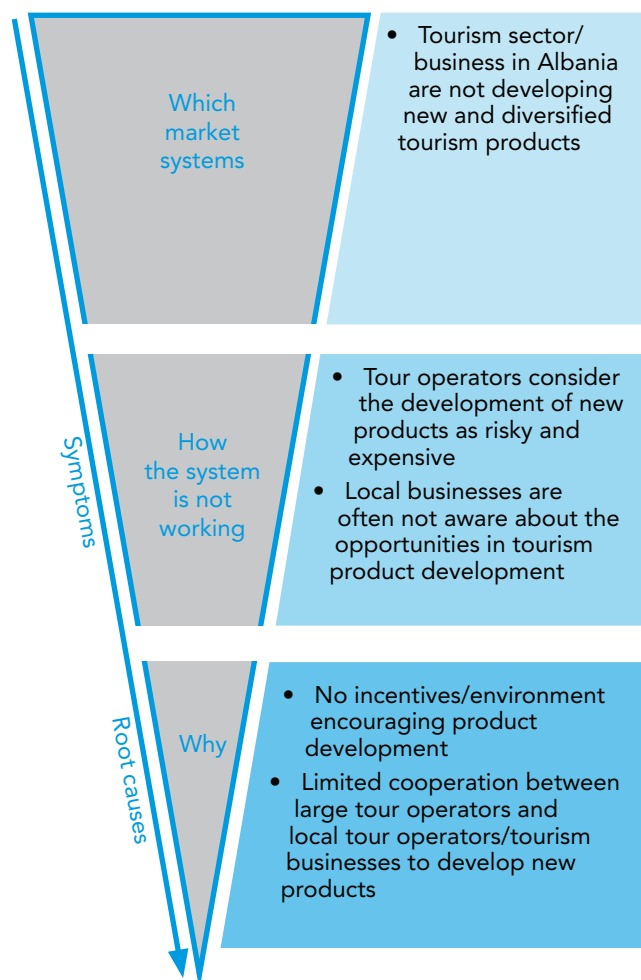 Which
market
systems
• Tourism sector/
business in Albania
are not developing
new and diversified
tourism products
Symptoms
How
the system
is not
working
• Tour operators consider
the development of new
products as risky and
expensive
• Local businesses are
often not aware about the
opportunities in tourism
product development
Root causes
Why
• No incentives/environment
encouraging product
development
• Limited cooperation between
large tour operators and
local tour operators/tourism
businesses to develop new
products